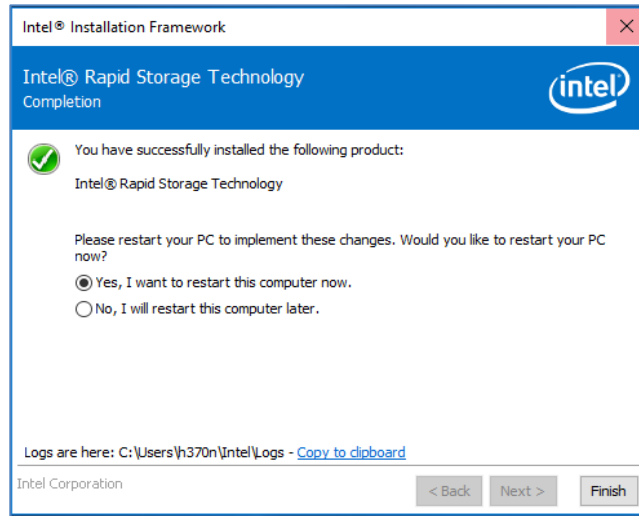 Intel® Installation Framework
Intel® Rapid Storage Technology
Completion
intel
You have successfully installed the following product:
Intel® Rapid Storage Technology
Please restart your PC to implement these changes. Would you like to restart your PC
now?
Yes, I want to restart this computer now.
No, I will restart this computer later.
Logs are here: C:\Users\h370n\Intel\Logs - Copy to clipboard
Intel Corporation
< Back Next > Finish